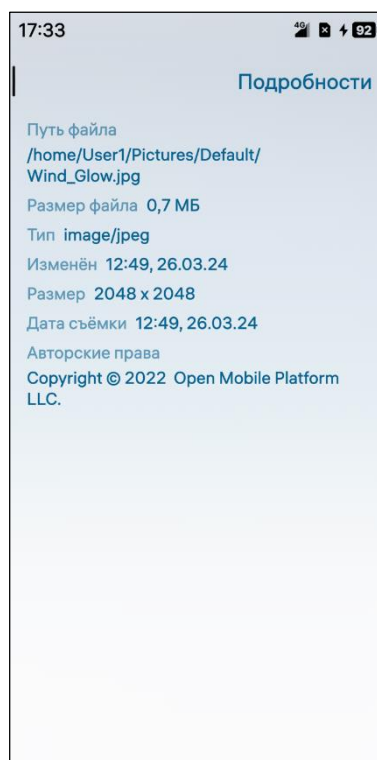 17:33
4G
92
Подробности
Путь файла
/home/User1/Pictures/Default/
Wind_Glow.jpg
Размер файла 0,7 МБ
Тип image/jpeg
Изменён 12:49, 26.03.24
Размер 2048 x 2048
Дата съёмки 12:49, 26.03.24
Авторские права
Copyright © 2022 Open Mobile Platform
LLC.